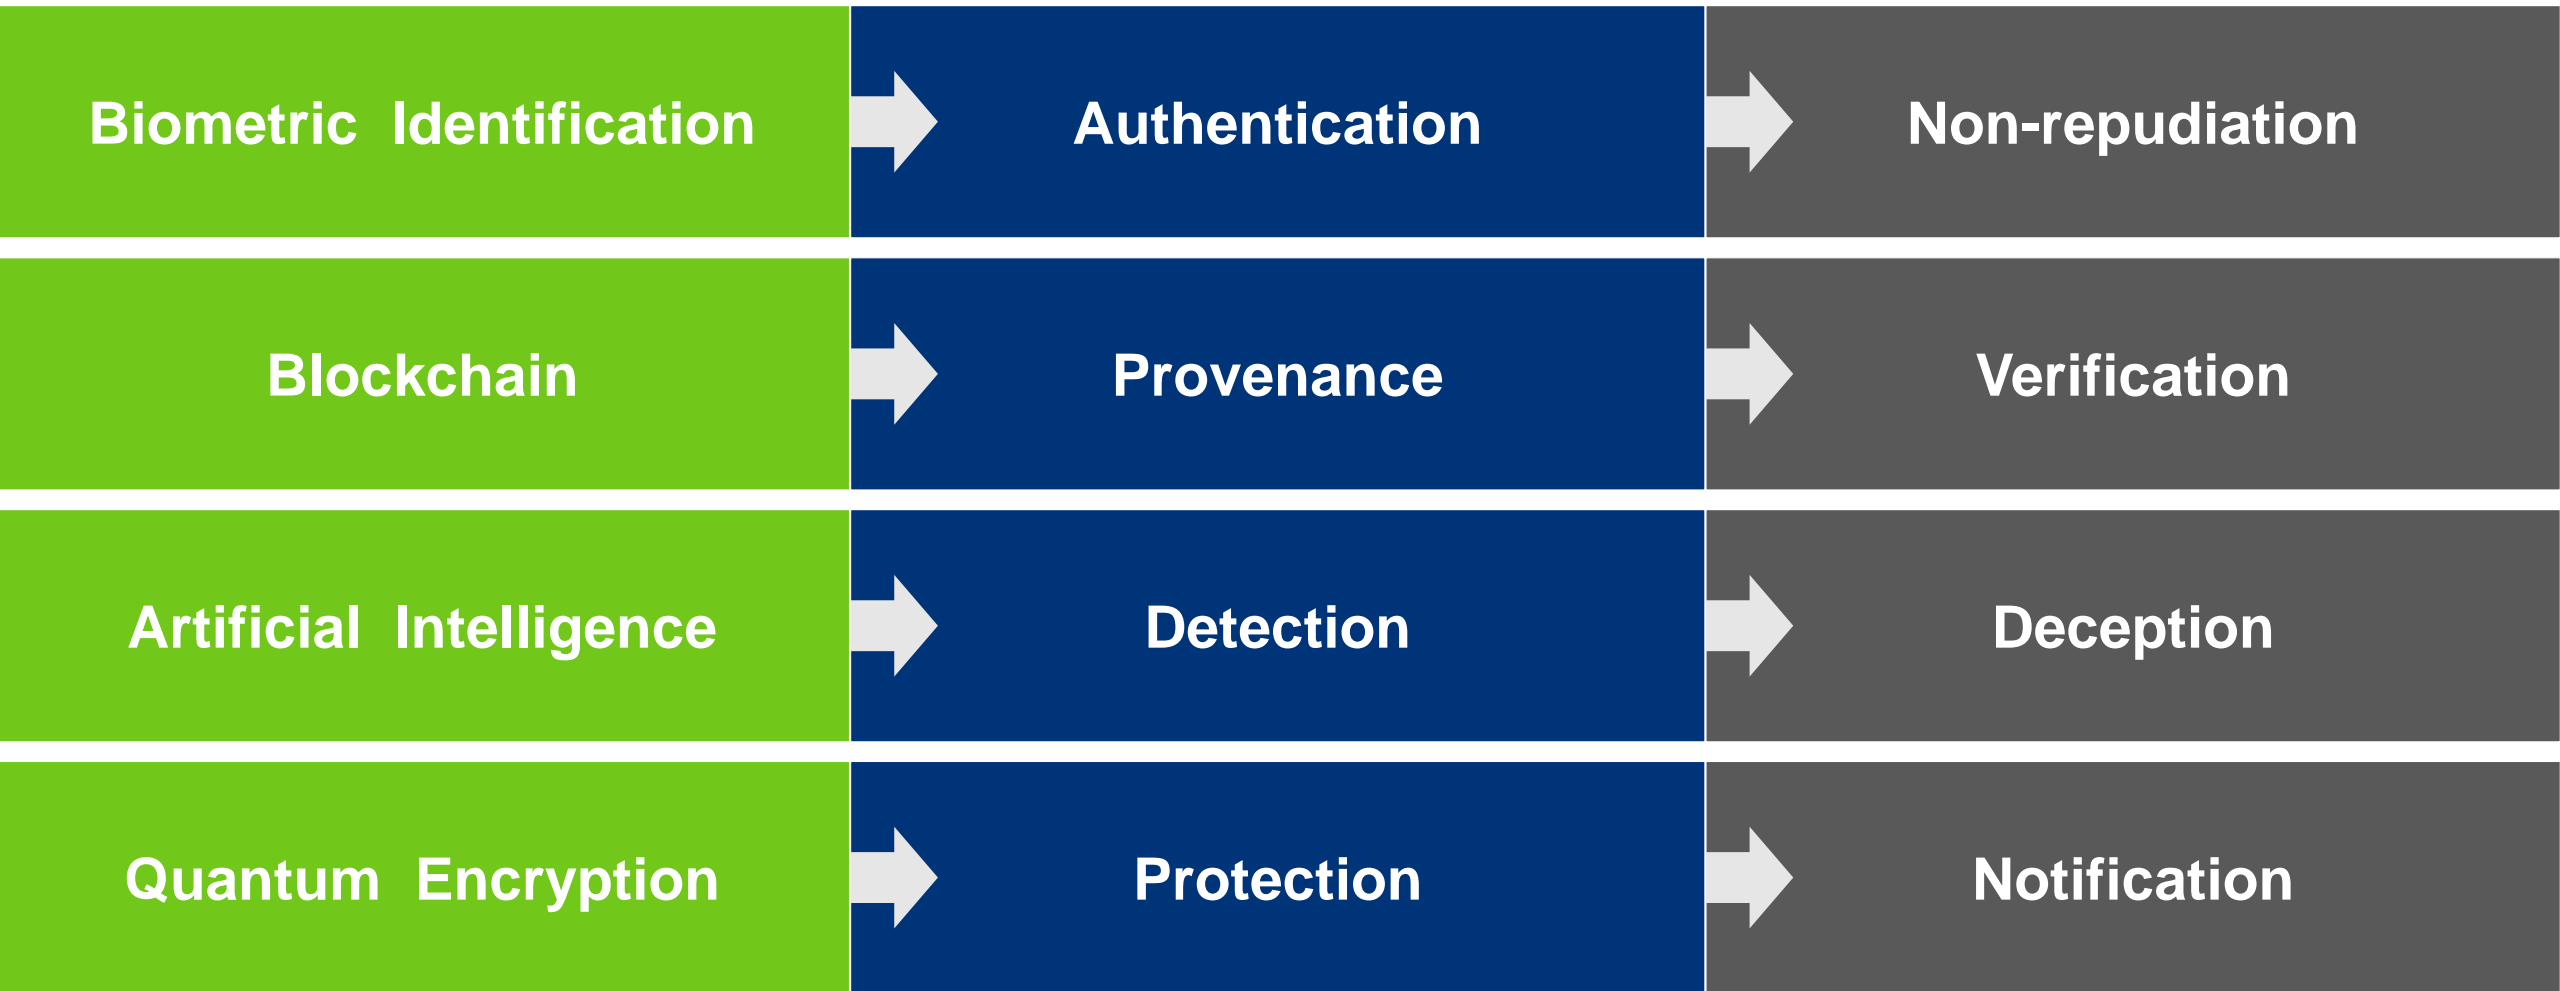 Biometric Identification
Authentication
Non-repudiation
Blockchain
Provenance
Verification
Artificial Intelligence
Detection
Deception
Quantum Encryption
Protection
Notification